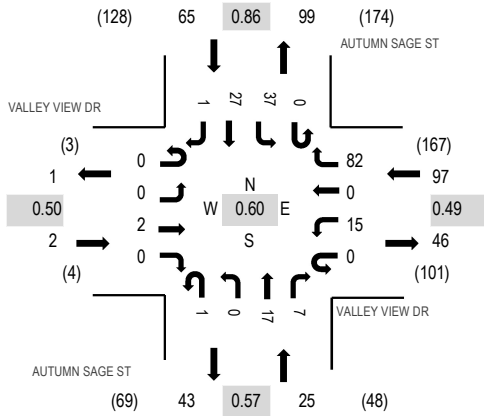 (128) 65 0.86 99 (174)
AUTUMN SAGE ST
VALLEY VIEW DR
1 27 37 0
(3) 0 82 (167)
1 0 N 0 97
0.50 W 0.60 E 0.49
2 2 S 15 46
(4) 0 0 (101)
1 0 17 7
VALLEY VIEW DR
AUTUMN SAGE ST
(69) 43 0.57 25 (48)